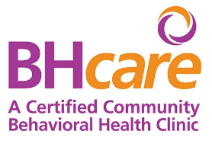 BHcare
A Certified Community
Behavioral Health Clinic